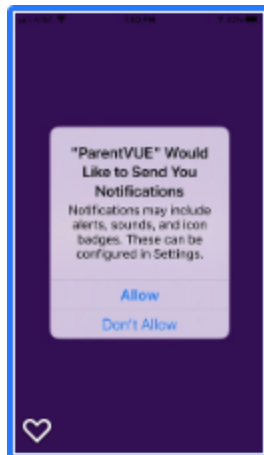 "ParentVUE" Would
Like to Send You
Notifications
Notifications may include
alerts, sounds, and icon
badges. These can be
configured in Settings.
Allow
Don't Allow